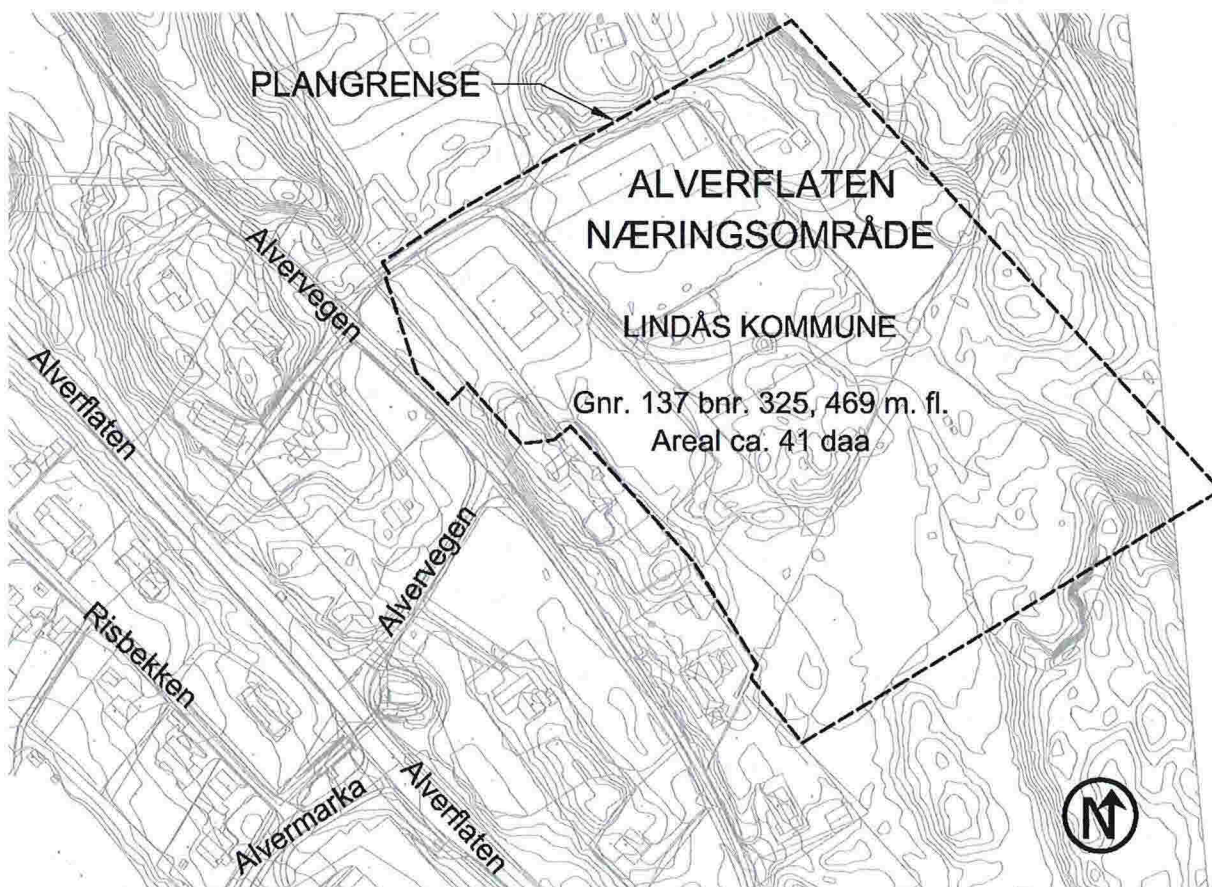 PLANGRENSE
ALVERFLATEN
NÆRINGSOMRÅDE
LINDÅS KOMMUNE
Gnr. 137 bnr. 325, 469 m. fl.
Areal ca. 41 daa
Alvervegen
Alverflaten
Alvervegen
Risbekken
Alvermarka
Alverflaten
N